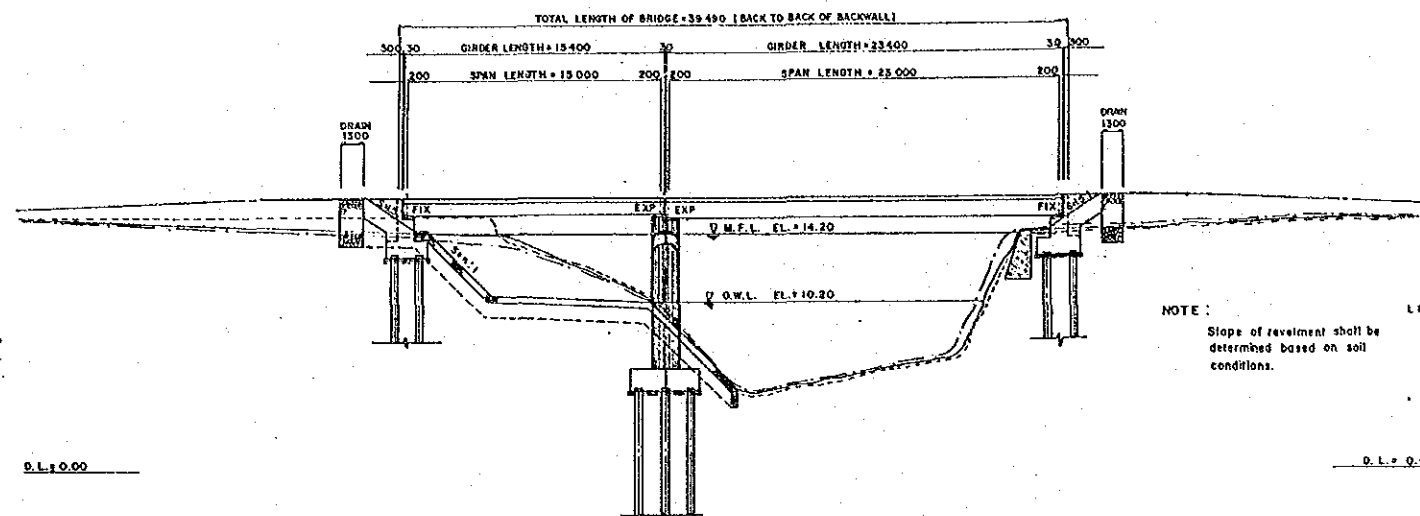 TOTAL LENGTH OF BRIDGE = 39 490 [BACK TO BACK OF BACKWALL]
500 30 GIRDER LENGTH = 15 400 30 GIRDER LENGTH = 23 400 30 500
200 SPAN LENGTH = 15 000 200 200 SPAN LENGTH = 23 000 200
DRAIN
1300
DRAIN
1300
FIX EXP EXP FIX
M.F.L. EL. = 14.20
O.W.L. EL. = 10.20
NOTE :
Slope of revetment shall be
determined based on soil
conditions.
D.L. = 0.00
D.L. = 0.